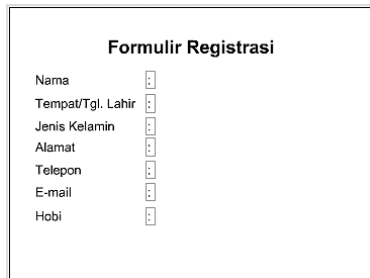 Formulir Registrasi
Nama :
Tempat/Tgl. Lahir :
Jenis Kelamin :
Alamat :
Telepon :
E-mail :
Hobi :